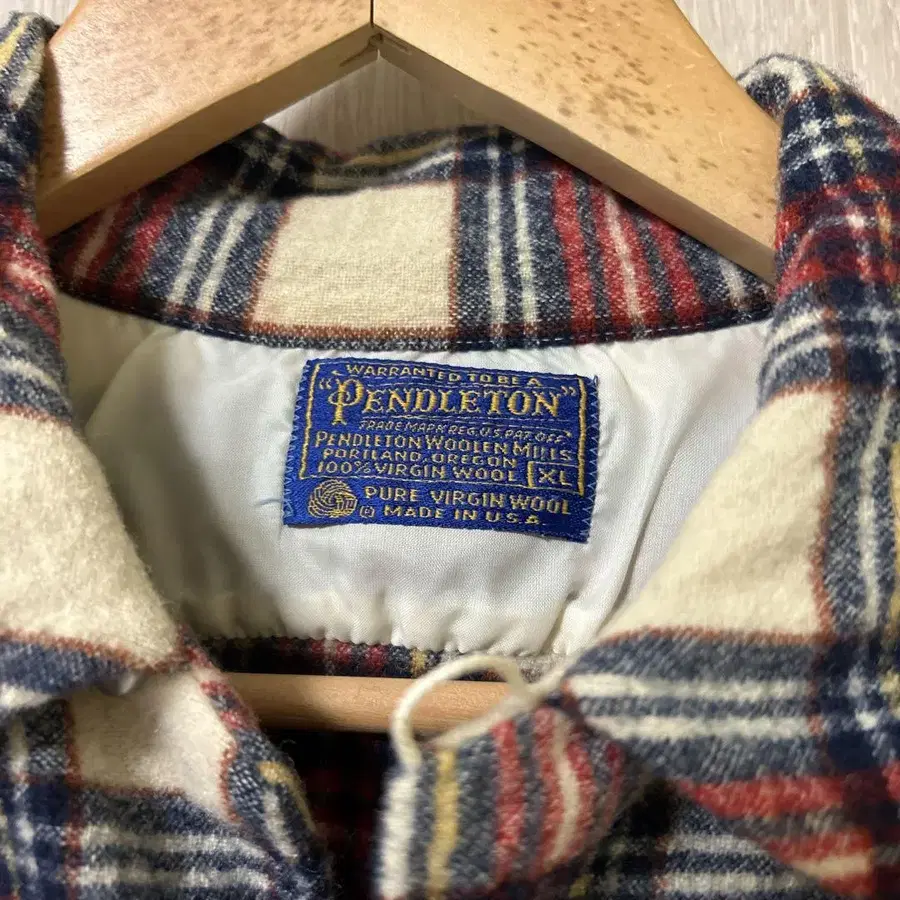 WARRANTED TO BE A
"PENDLETON"
TRADE MARK REG. U.S. PAT. OFF.
PENDLETON WOOLEN MILLS
PORTLAND, OREGON
100% VIRGIN WOOL XL
PURE VIRGIN WOOL
© MADE IN U.S.A.